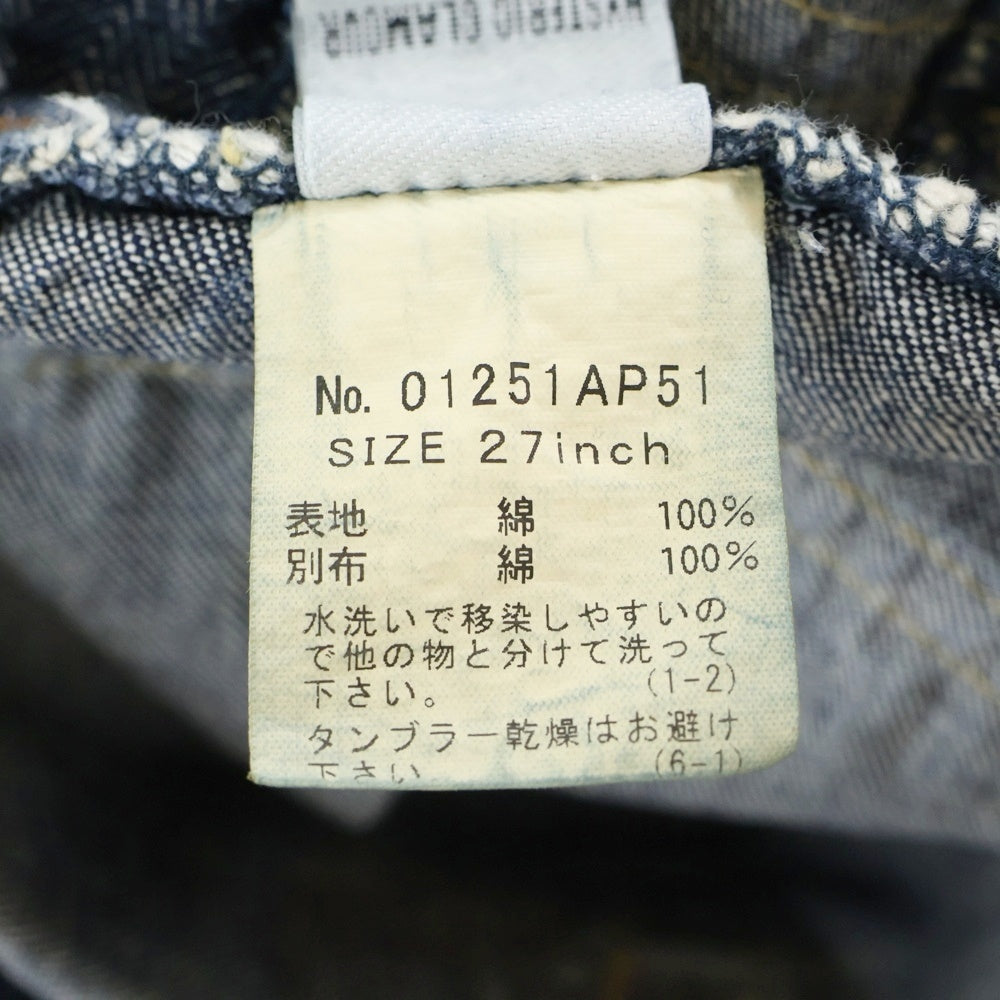 HYSTERIC GLAMOUR
No. 01251AP51
SIZE 27inch
表地 綿 100%
別布 綿 100%
水洗いで移染しやすいの
で他の物と分けて洗って
下さい。 (1-2)
タンブラー乾燥はお避け
下さい (6-1)